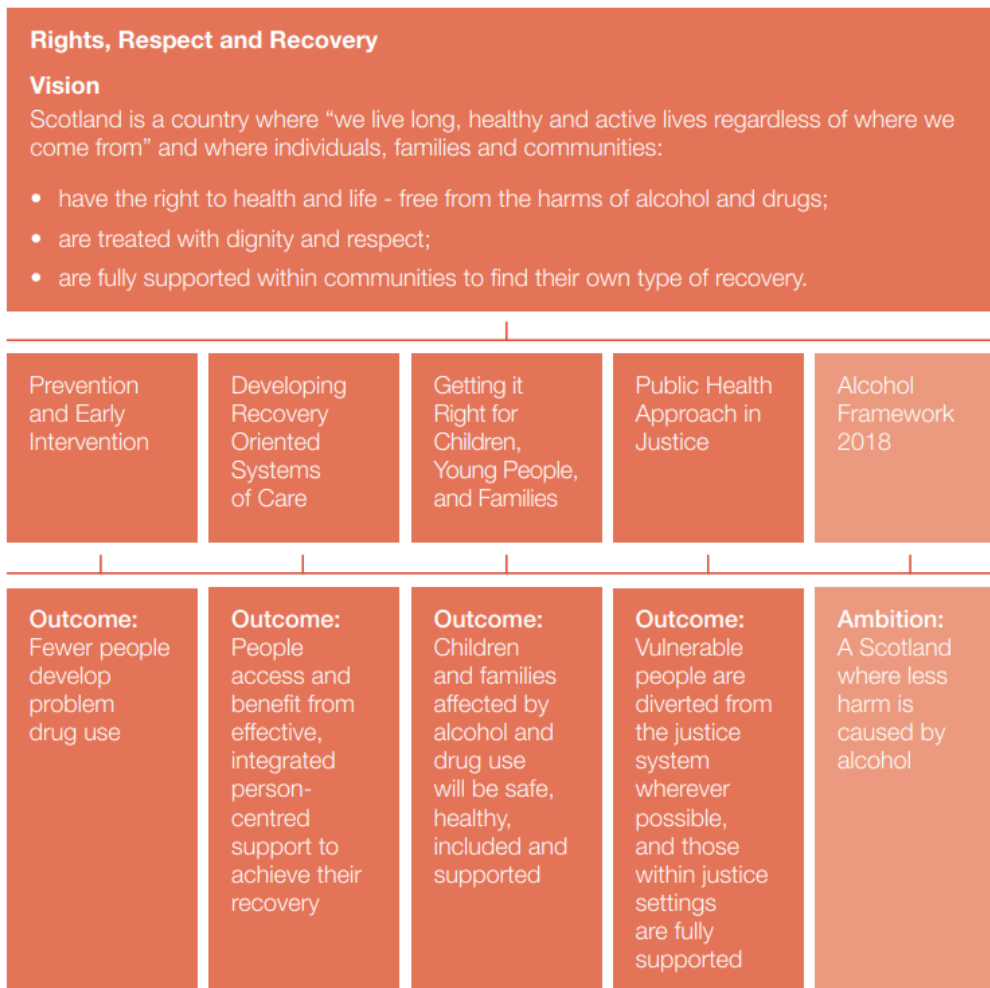 Rights, Respect and Recovery
Vision
Scotland is a country where “we live long, healthy and active lives regardless of where we
come from” and where individuals, families and communities:
• have the right to health and life - free from the harms of alcohol and drugs;
• are treated with dignity and respect;
• are fully supported within communities to find their own type of recovery.
Prevention
and Early
Intervention
Developing
Recovery
Oriented
Systems
of Care
Getting it
Right for
Children,
Young People,
and Families
Public Health
Approach in
Justice
Alcohol
Framework
2018
Outcome:
Fewer people
develop
problem
drug use
Outcome:
People
access and
benefit from
effective,
integrated
person-
centred
support to
achieve their
recovery
Outcome:
Children
and families
affected by
alcohol and
drug use
will be safe,
healthy,
included and
supported
Outcome:
Vulnerable
people are
diverted from
the justice
system
wherever
possible,
and those
within justice
settings
are fully
supported
Ambition:
A Scotland
where less
harm is
caused by
alcohol